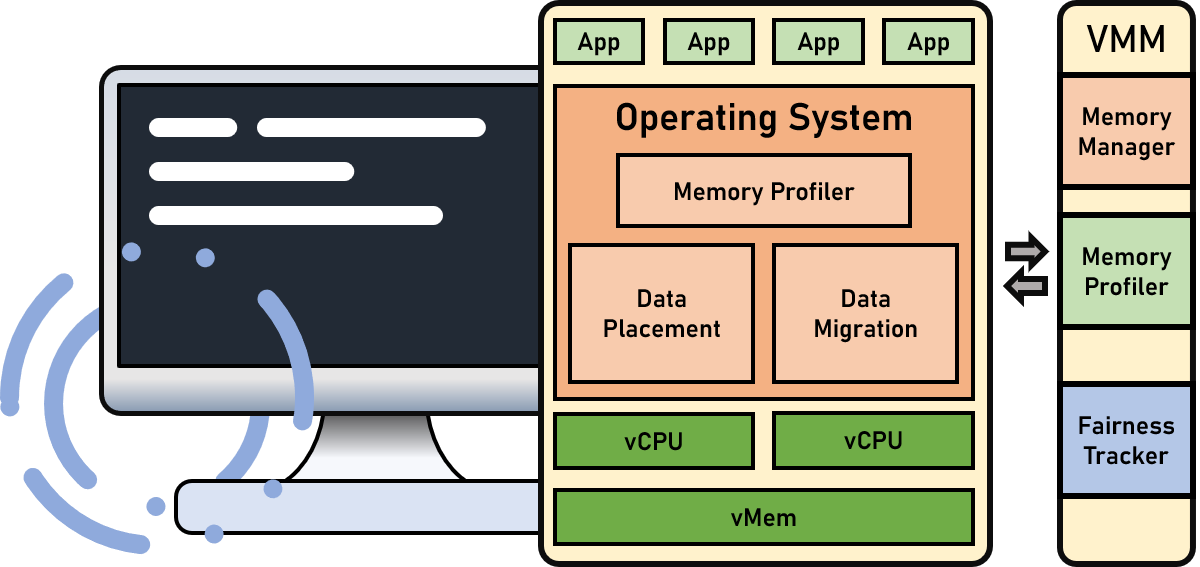 App App App App
Operating System
Memory Profiler
Data
Placement
Data
Migration
vCPU vCPU
vMem
VMM
Memory
Manager
Memory
Profiler
Fairness
Tracker